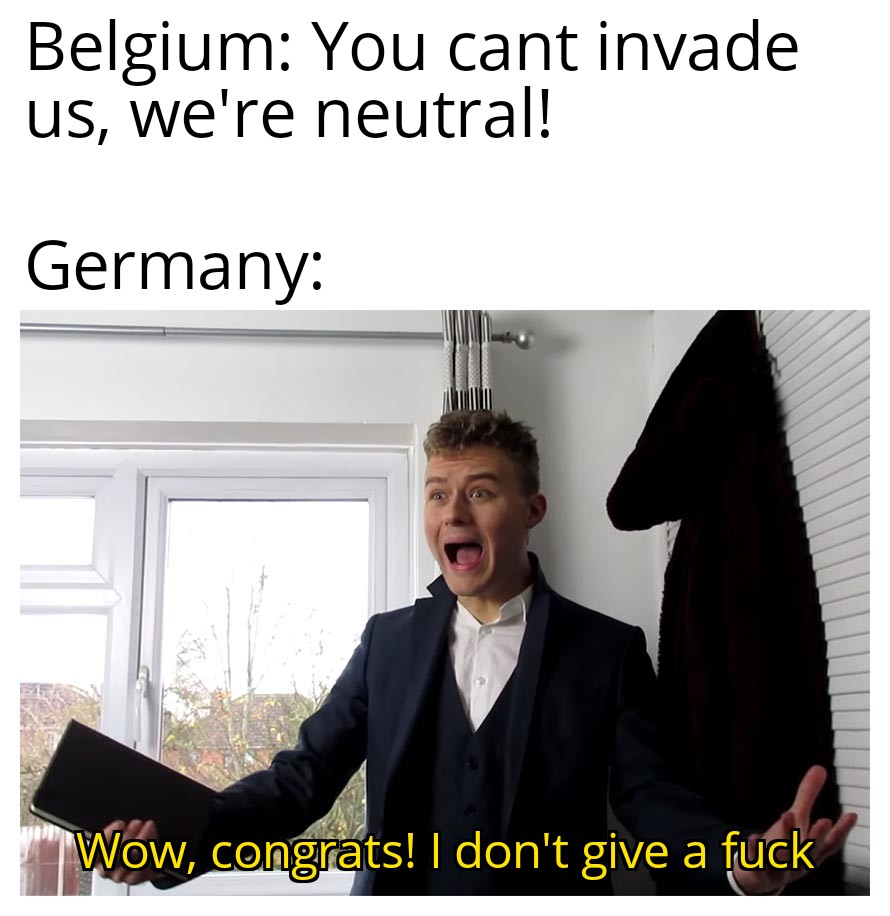 Belgium: You cant invade
us, we're neutral!
Germany:
Wow, congrats! I don't give a fuck